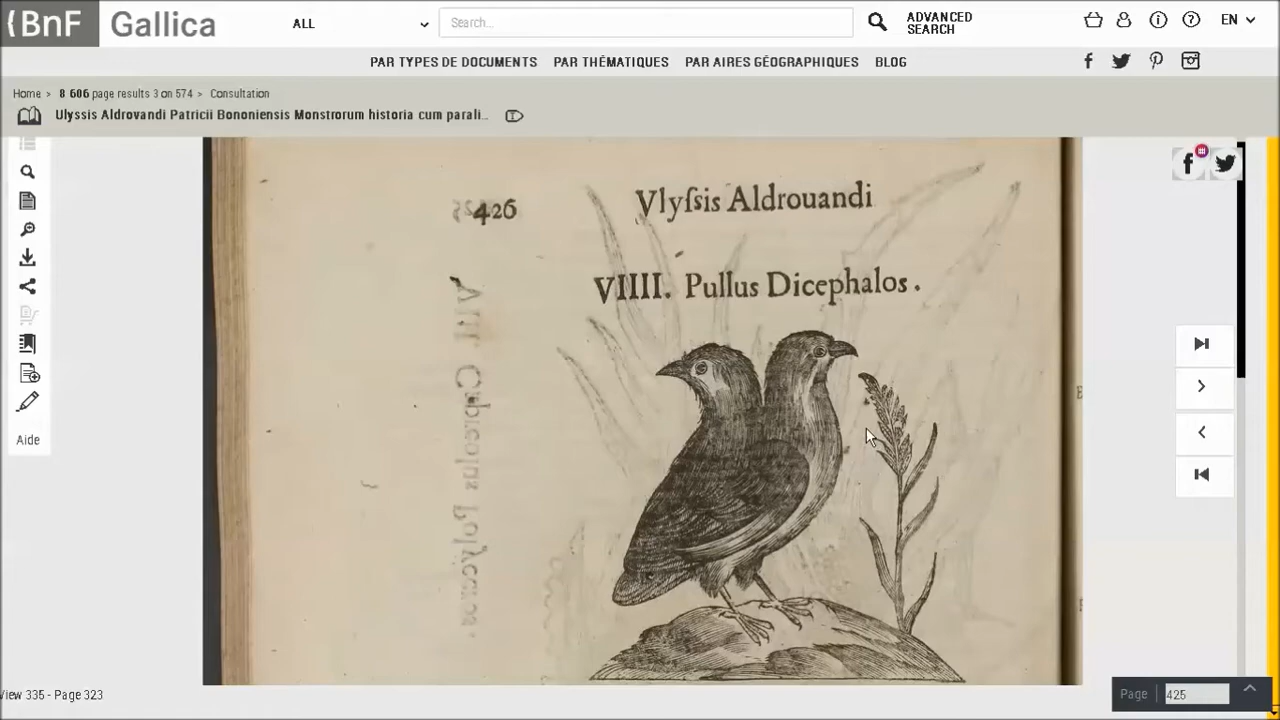 {BnF Gallica
ALL
Search...
ADVANCED
SEARCH
EN
PAR TYPES DE DOCUMENTS PAR THÉMATIQUES PAR AIRES GÉOGRAPHIQUES BLOG
Home > 8 606 page results 3 on 574 > Consultation
Ulyssis Aldrovandi Patricii Bononiensis Monstrorum historia cum parali..
426 Vlyſsis Aldrouandi
VIIII. Pullus Dicephalos.
Aide
View 335 - Page 323
Page 425